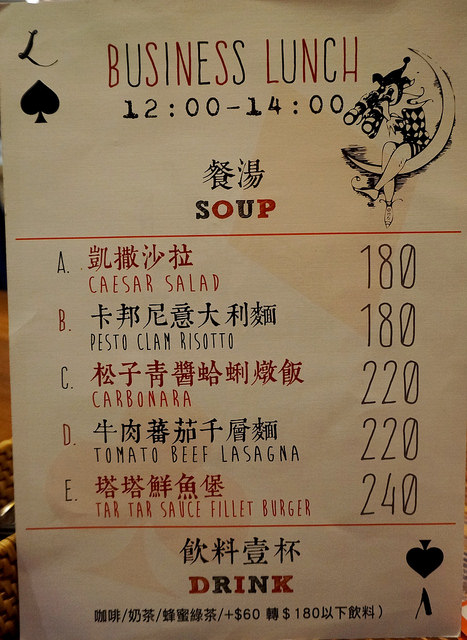 L
BUSINESS LUNCH
12:00-14:00
餐湯
SOUP
A. 凱撒沙拉 180
CAESAR SALAD
B. 卡邦尼意大利麵 180
PESTO CLAM RISOTTO
C. 松子青醬蛤蜊燉飯 220
CARBONARA
D. 牛肉蕃茄千層麵 220
TOMATO BEEF LASAGNA
E. 塔塔鮮魚堡 240
TAR TAR SAUCE FILLET BURGER
飲料壹杯
DRINK
咖啡/奶茶/蜂蜜綠茶/+$60 轉$180以下飲料)
V